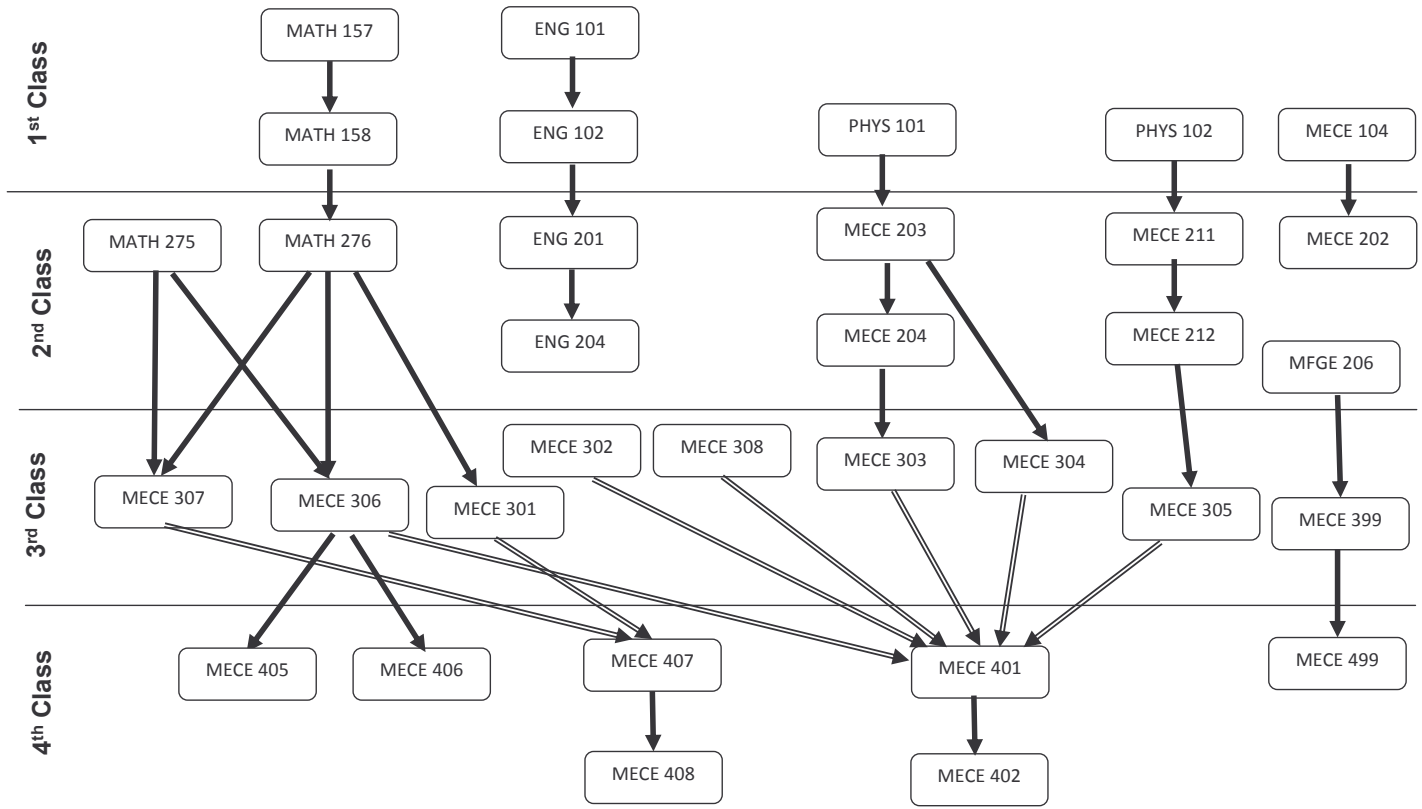 1st Class
MATH 157
ENG 101
MATH 158
ENG 102
PHYS 101
PHYS 102
MECE 104
2nd Class
MATH 275
MATH 276
ENG 201
MECE 203
MECE 211
MECE 202
ENG 204
MECE 204
MECE 212
MFGE 206
3rd Class
MECE 302
MECE 308
MECE 303
MECE 304
MECE 307
MECE 306
MECE 301
MECE 305
MECE 399
4th Class
MECE 405
MECE 406
MECE 407
MECE 401
MECE 499
MECE 408
MECE 402